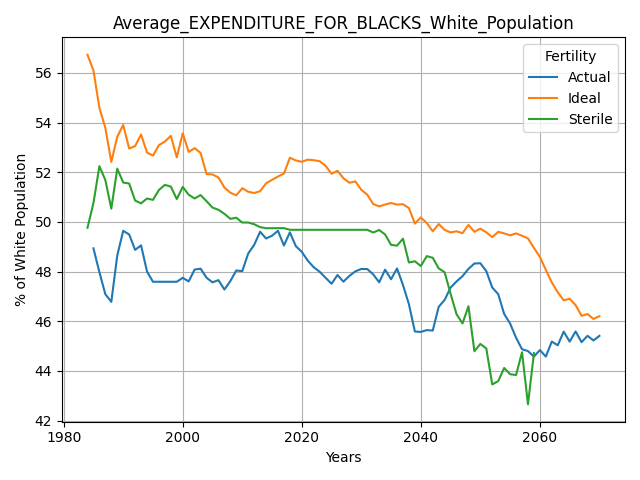 Average_EXPENDITURE_FOR_BLACKS_White_Population
Fertility
Actual
Ideal
Sterile
% of White Population
56
54
52
50
48
46
44
42
1980
2000
2020
2040
2060
Years